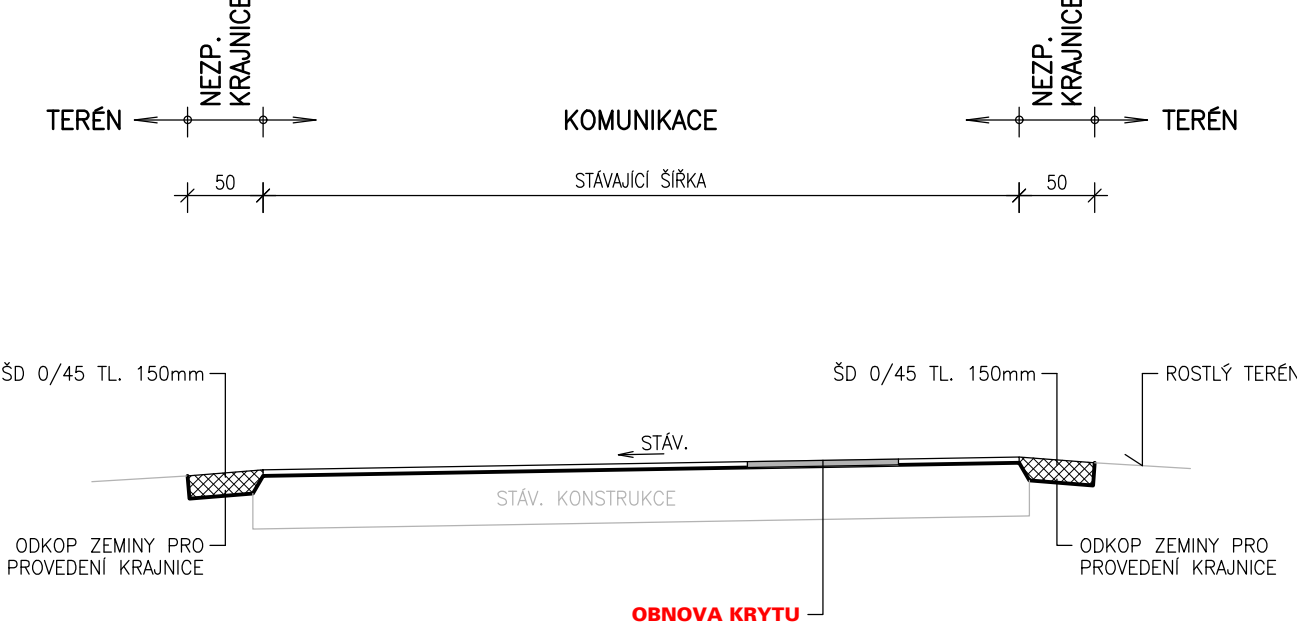 NEZP.
KRAJNICE
NEZP.
KRAJNICE
TERÉN
KOMUNIKACE
TERÉN
50
STÁVAJÍCÍ ŠÍŘKA
50
ŠD 0/45 TL. 150mm
ŠD 0/45 TL. 150mm
ROSTLÝ TERÉN
STÁV.
STÁV. KONSTRUKCE
ODKOP ZEMINY PRO
PROVEDENÍ KRAJNICE
ODKOP ZEMINY PRO
PROVEDENÍ KRAJNICE
OBNOVA KRYTU